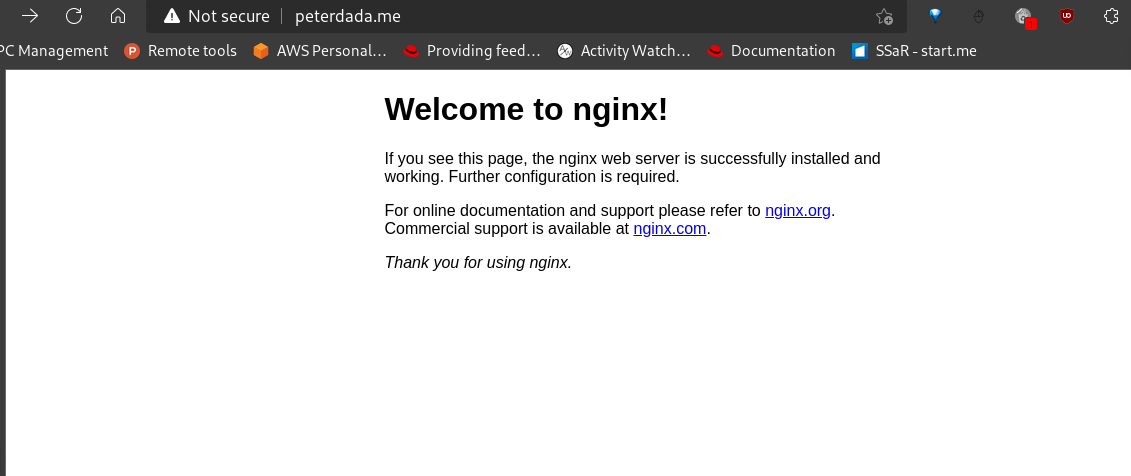 Not secure | peterdada.me
PC Management Remote tools AWS Personal... Providing feed... Activity Watch... Documentation SSaR - start.me
Welcome to nginx!
If you see this page, the nginx web server is successfully installed and
working. Further configuration is required.
For online documentation and support please refer to nginx.org.
Commercial support is available at nginx.com.
Thank you for using nginx.